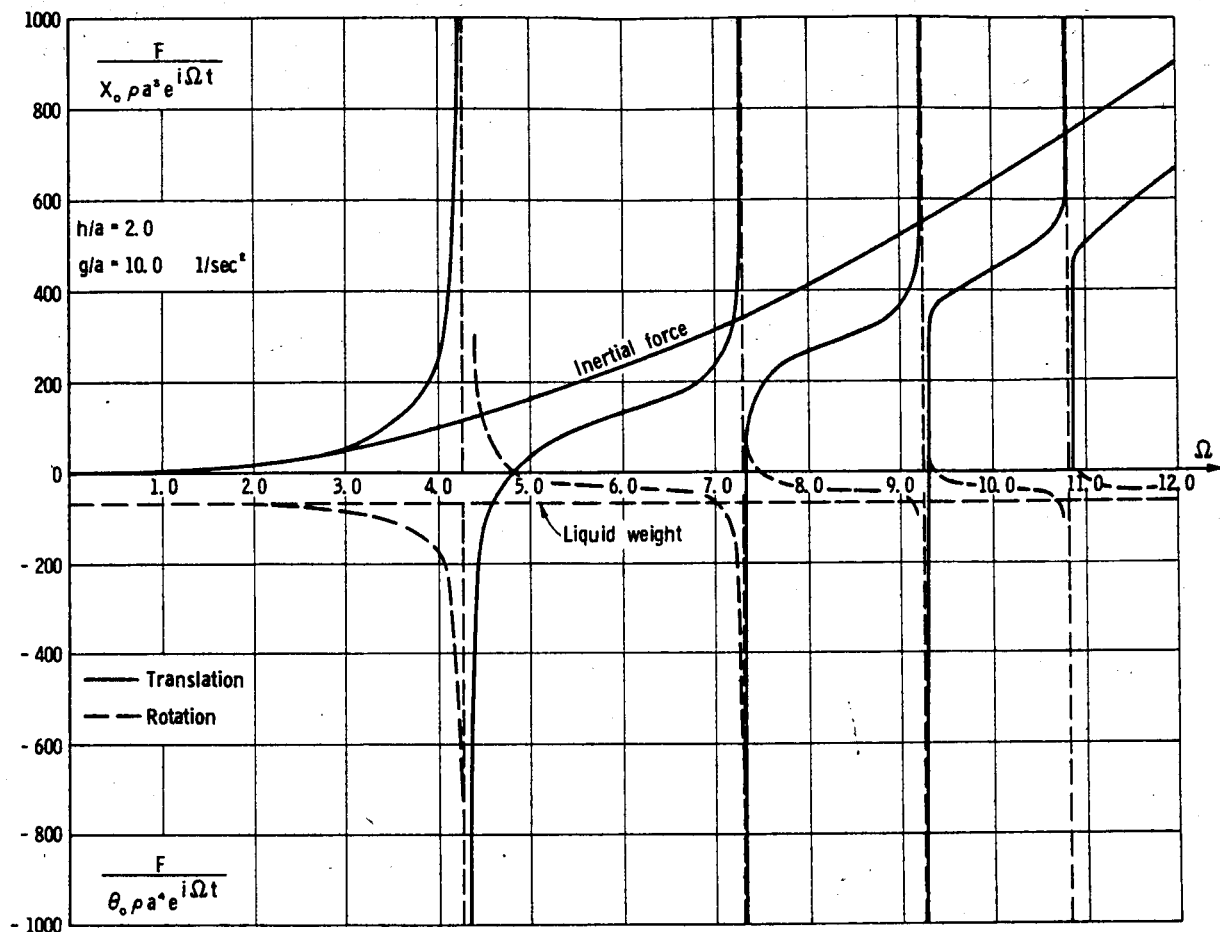 1000
F
X₀ ρa³ e^iΩt
800
600
h/a = 2.0
g/a = 10.0 1/sec²
400
Inertial force
200
0
Ω
1.0 2.0 3.0 4.0 5.0 6.0 7.0 8.0 9.0 10.0 11.0 12.0
Liquid weight
- 200
- 400
Translation
Rotation
- 600
- 800
F
θ₀ ρa⁴ e^iΩt
- 1000